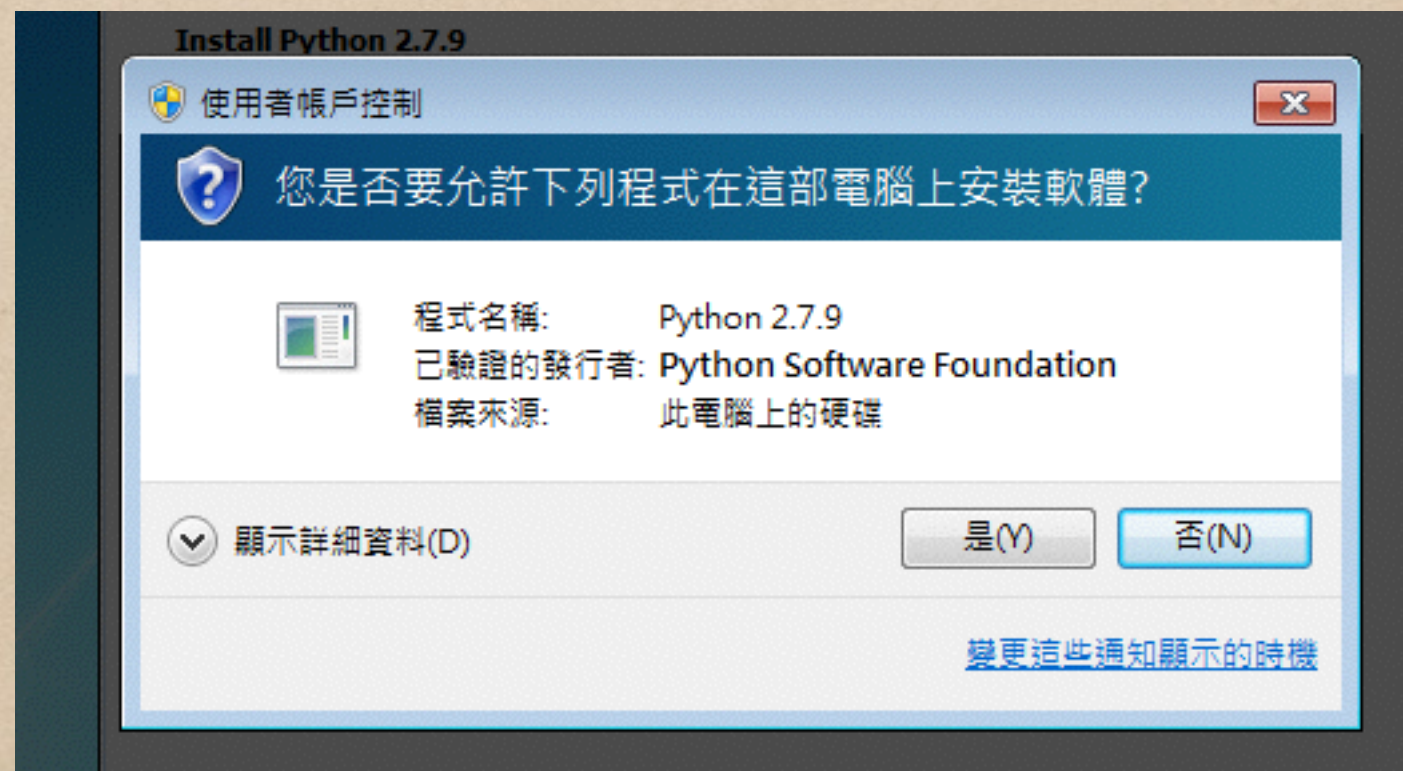 Install Python 2.7.9
使用者帳戶控制
您是否要允許下列程式在這部電腦上安裝軟體?
程式名稱: Python 2.7.9
已驗證的發行者: Python Software Foundation
檔案來源: 此電腦上的硬碟
顯示詳細資料(D) 是(Y) 否(N)
變更這些通知顯示的時機